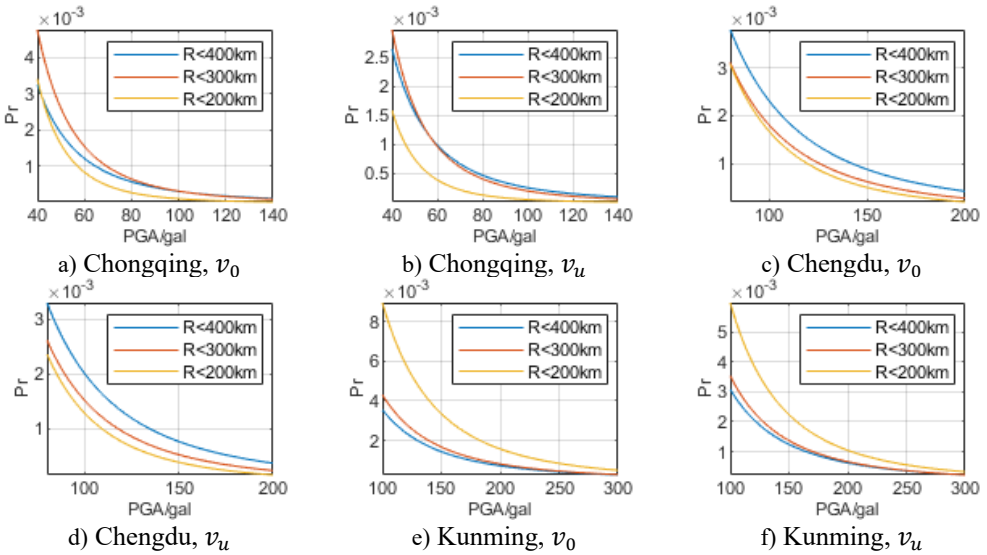 ×10⁻³
4
3
2
1
Pr
R<400km
R<300km
R<200km
40 60 80 100 120 140
PGA/gal
a) Chongqing, v₀
×10⁻³
2.5
2
1.5
1
0.5
R<400km
R<300km
R<200km
40 60 80 100 120 140
PGA/gal
b) Chongqing, vᵤ
×10⁻³
3
2
1
Pr
R<400km
R<300km
R<200km
100 150 200
PGA/gal
c) Chengdu, v₀
×10⁻³
3
2
1
Pr
R<400km
R<300km
R<200km
100 150 200
PGA/gal
d) Chengdu, vᵤ
×10⁻³
8
6
4
2
Pr
R<400km
R<300km
R<200km
100 150 200 250 300
PGA/gal
e) Kunming, v₀
×10⁻³
5
4
3
2
1
Pr
R<400km
R<300km
R<200km
100 150 200 250 300
PGA/gal
f) Kunming, vᵤ